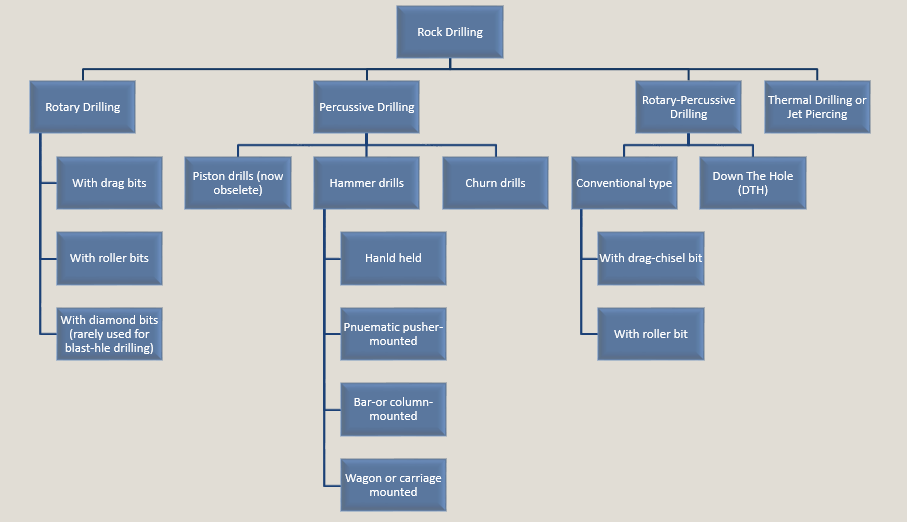 Rock Drilling
Rotary Drilling
Percussive Drilling
Rotary-Percussive
Drilling
Thermal Drilling or
Jet Piercing
With drag bits
Piston drills (now
obselete)
Hammer drills
Churn drills
Conventional type
Down The Hole
(DTH)
With roller bits
Hanld held
With drag-chisel bit
With diamond bits
(rarely used for
blast-hle drilling)
Pnuematic pusher-
mounted
With roller bit
Bar-or column-
mounted
Wagon or carriage
mounted